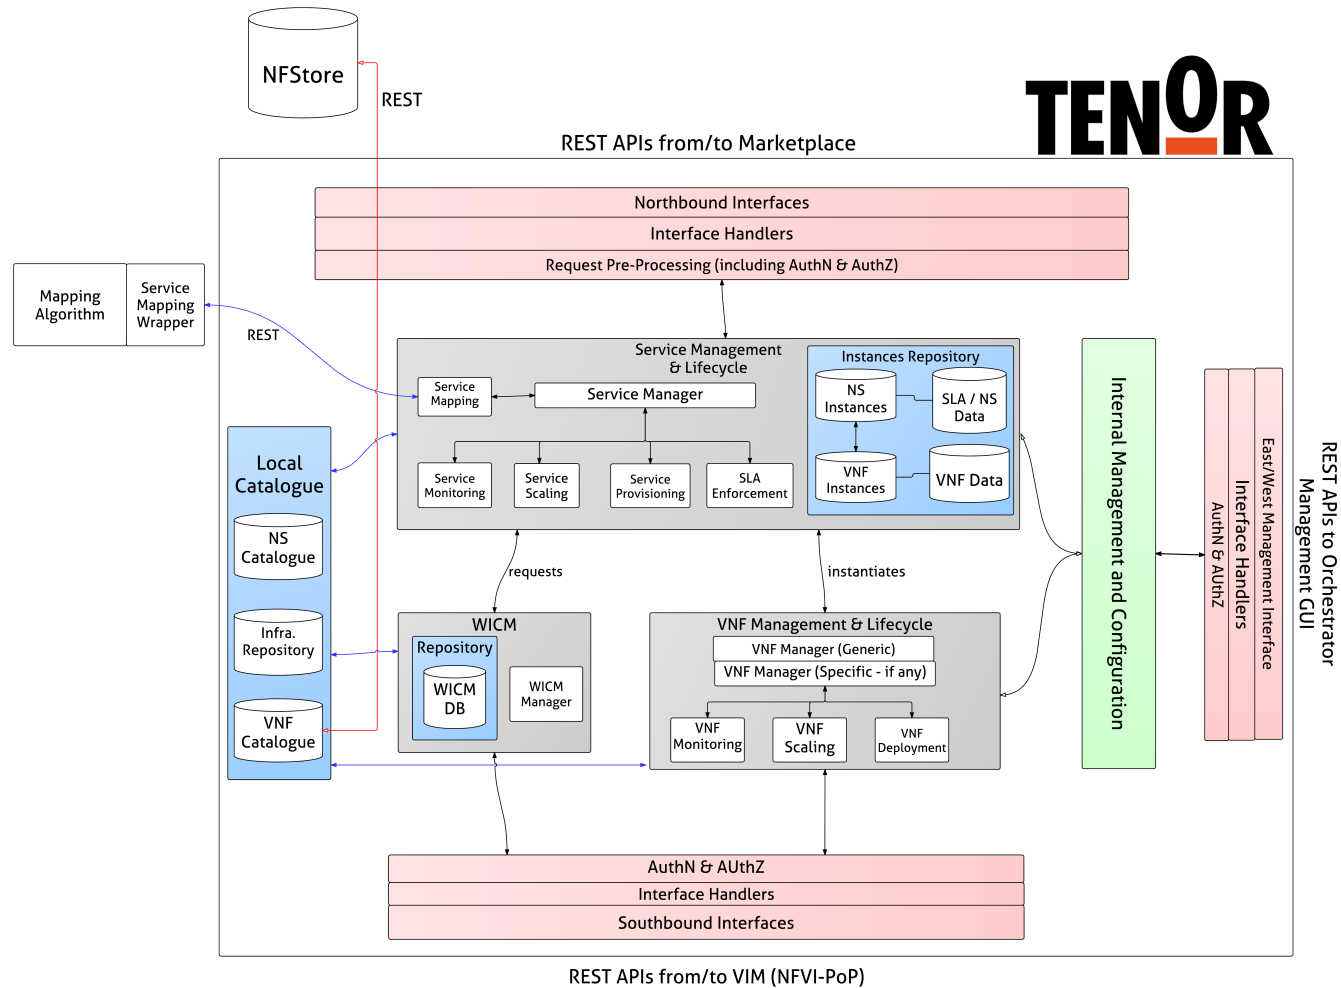 NFStore
REST
TENOR
REST APIs from/to Marketplace
Northbound Interfaces
Interface Handlers
Request Pre-Processing (including AuthN & AuthZ)
Mapping
Algorithm
Service
Mapping
Wrapper
REST
Service Management
& Lifecycle
Service
Mapping
Service Manager
Service
Monitoring
Service
Scaling
Service
Provisioning
SLA
Enforcement
Instances Repository
NS
Instances
SLA / NS
Data
VNF
Instances
VNF Data
Local
Catalogue
NS
Catalogue
Infra.
Repository
VNF
Catalogue
requests
instantiates
WICM
Repository
WICM
DB
WICM
Manager
VNF Management & Lifecycle
VNF Manager (Generic)
VNF Manager (Specific - if any)
VNF
Monitoring
VNF
Scaling
VNF
Deployment
Internal Management and Configuration
AuthN & AUthZ
Interface Handlers
East/West Management Interface
REST APIs to Orchestrator
Management GUI
AuthN & AUthZ
Interface Handlers
Southbound Interfaces
REST APIs from/to VIM (NFVI-PoP)